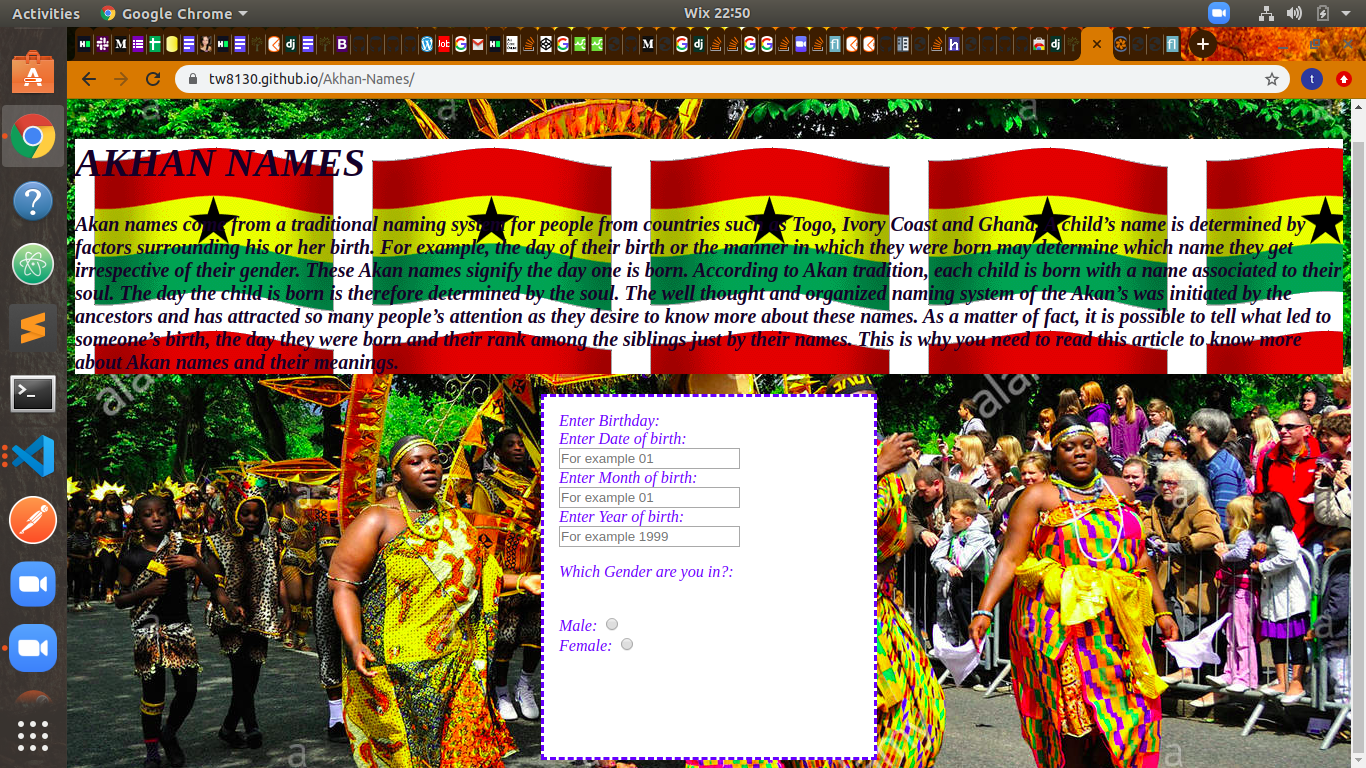 Activities
Google Chrome
Wix 22:50
tw8130.github.io/Akhan-Names/
t
AKHAN NAMES
Akan names come from a traditional naming system for people from countries such as Togo, Ivory Coast and Ghana. child’s name is determined by
factors surrounding his or her birth. For example, the day of their birth or the manner in which they were born may determine which name they get
irrespective of their gender. These Akan names signify the day one is born. According to Akan tradition, each child is born with a name associated to their
soul. The day the child is born is therefore determined by the soul. The well thought and organized naming system of the Akan’s was initiated by the
ancestors and has attracted so many people’s attention as they desire to know more about these names. As a matter of fact, it is possible to tell what led to
someone’s birth, the day they were born and their rank among the siblings just by their names. This is why you need to read this article to know more
about Akan names and their meanings.
Enter Birthday:
Enter Date of birth:
For example 01
Enter Month of birth:
For example 01
Enter Year of birth:
For example 1999
Which Gender are you in?:
Male:
Female: